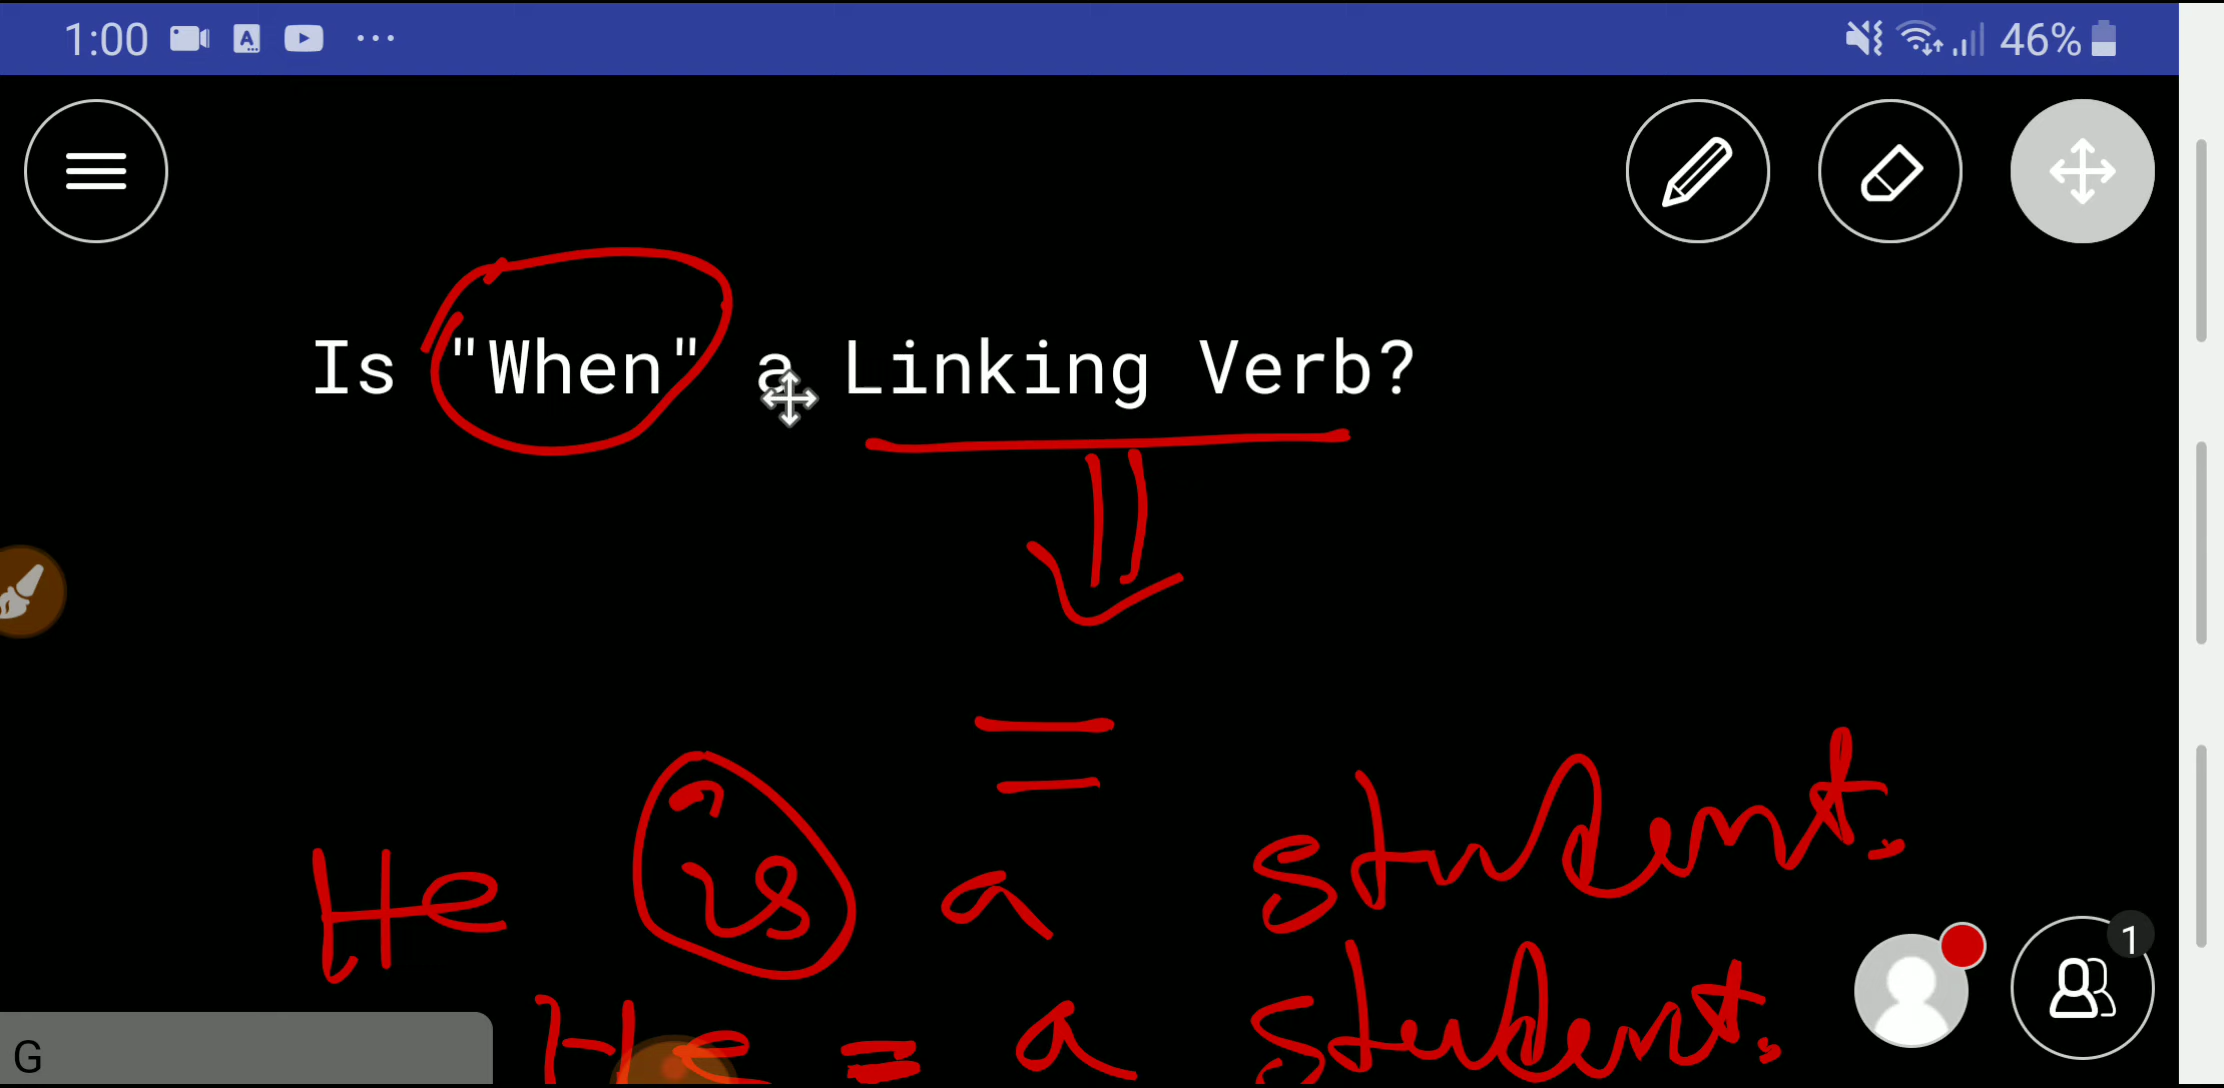 1:00 46%
Is "When" a Linking Verb?
=
He is a student.
1
He = a student.
G